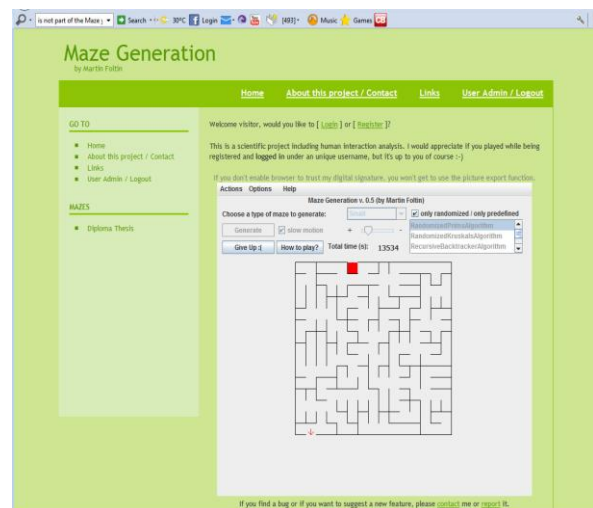 is not part of the Maze j
Search
30°C
Login
[493]
Music
Games
Maze Generation
by Martin Foltin
Home About this project / Contact Links User Admin / Logout
GO TO
Home
About this project / Contact
Links
User Admin / Logout
MAZES
Diploma Thesis
Welcome visitor, would you like to [ Login ] or [ Register ]?
This is a scientific project including human interaction analysis. I would appreciate if you played while being
registered and logged in under an unique username, but it's up to you of course :-)
If you don't enable browser to trust my digital signature, you won't get to use the picture export function.
Actions Options Help
Maze Generation v. 0.5 (by Martin Foltin)
Choose a type of maze to generate: Small only randomized / only predefined
Generate slow motion + -
RandomizedPrimsAlgorithm
RandomizedKruskalsAlgorithm
RecursiveBacktrackerAlgorithm
Give Up :( How to play? Total time (s): 13534
If you find a bug or if you want to suggest a new feature, please contact me or report it.